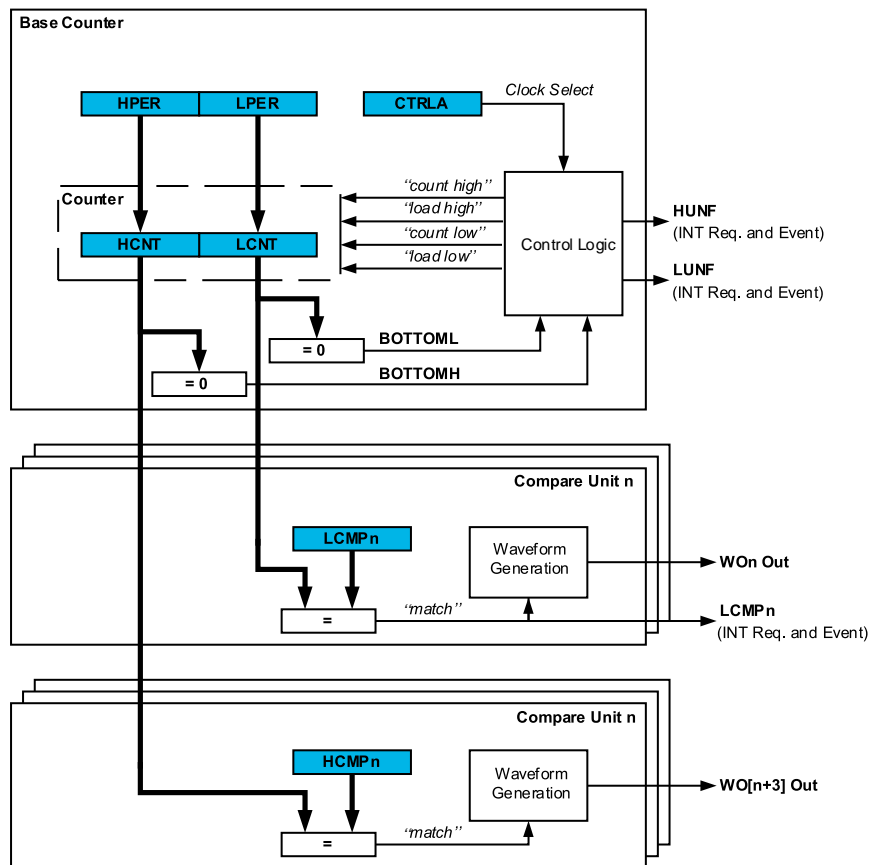 Base Counter
HPER LPER CTRLA
Clock Select
Counter
“count high”
“load high”
“count low”
“load low”
Control Logic
HUNF
(INT Req. and Event)
LUNF
(INT Req. and Event)
HCNT LCNT
= 0
BOTTOML
= 0
BOTTOMH
Compare Unit n
LCMPn
Waveform
Generation
WOn Out
=
“match”
LCMPn
(INT Req. and Event)
Compare Unit n
HCMPn
Waveform
Generation
WO[n+3] Out
=
“match”